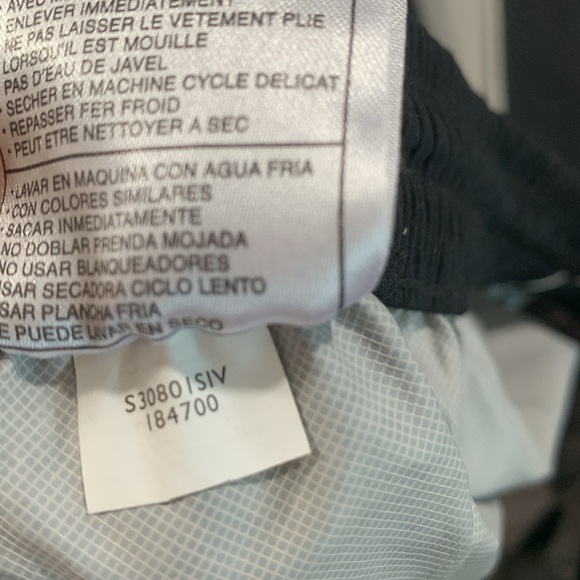 ENLEVER IMMEDIATEMENT
NE PAS LAISSER LE VETEMENT PLIE
LORSQU'IL EST MOUILLE
PAS D'EAU DE JAVEL
· SECHER EN MACHINE CYCLE DELICAT
· REPASSER FER FROID
· PEUT ETRE NETTOYER A SEC
· LAVAR EN MAQUINA CON AGUA FRIA
· CON COLORES SIMILARES
· SACAR INMEDIATAMENTE
NO DOBLAR PRENDA MOJADA
NO USAR BLANQUEADORES
USAR SECADORA CICLO LENTO
USAR PLANCHA FRIA
E PUEDE LAVAR EN SECO
S30801SIV
184700